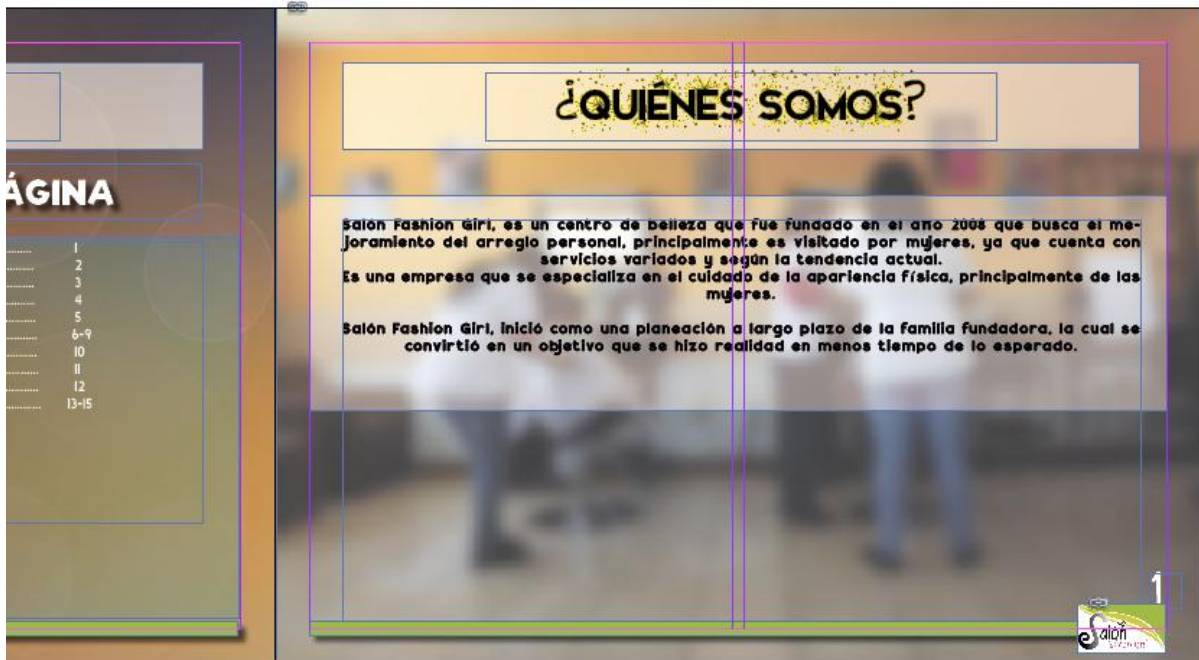 ÁGINA
............ 1
............ 2
............ 3
............ 4
............ 5
............ 6-9
............ 10
............ 11
............ 12
............ 13-15
¿QUIÉNES SOMOS?
Salón Fashion Girl, es un centro de belleza que fue fundado en el año 2008 que busca el me-
joramiento del arreglo personal, principalmente es visitado por mujeres, ya que cuenta con
servicios variados y según la tendencia actual.
Es una empresa que se especializa en el cuidado de la apariencia física, principalmente de las
mujeres.
Salón Fashion Girl, inició como una planeación a largo plazo de la familia fundadora, la cual se
convirtió en un objetivo que se hizo realidad en menos tiempo de lo esperado.
1
Salón